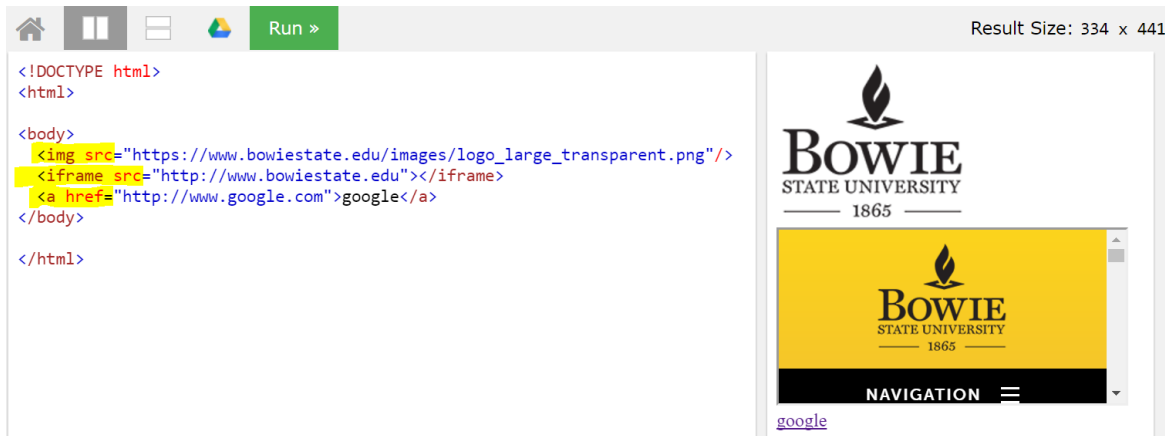 Run »
Result Size: 334 x 441
<!DOCTYPE html>
<html>
<body>
<img src="https://www.bowiestate.edu/images/logo_large_transparent.png"/>
<iframe src="http://www.bowiestate.edu"></iframe>
<a href="http://www.google.com">google</a>
</body>
</html>
BOWIE
STATE UNIVERSITY
1865
BOWIE
STATE UNIVERSITY
1865
NAVIGATION
google